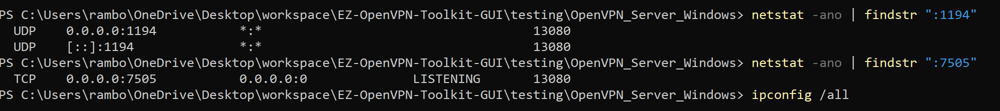 PS C:\Users\rambo\OneDrive\Desktop\workspace\EZ-OpenVPN-Toolkit-GUI\testing\OpenVPN_Server_Windows> netstat -ano | findstr ":1194"
UDP    0.0.0.0:1194           *:*                                    13080
UDP    [::]:1194              *:*                                    13080
PS C:\Users\rambo\OneDrive\Desktop\workspace\EZ-OpenVPN-Toolkit-GUI\testing\OpenVPN_Server_Windows> netstat -ano | findstr ":7505"
TCP    0.0.0.0:7505           0.0.0.0:0              LISTENING       13080
PS C:\Users\rambo\OneDrive\Desktop\workspace\EZ-OpenVPN-Toolkit-GUI\testing\OpenVPN_Server_Windows> ipconfig /all